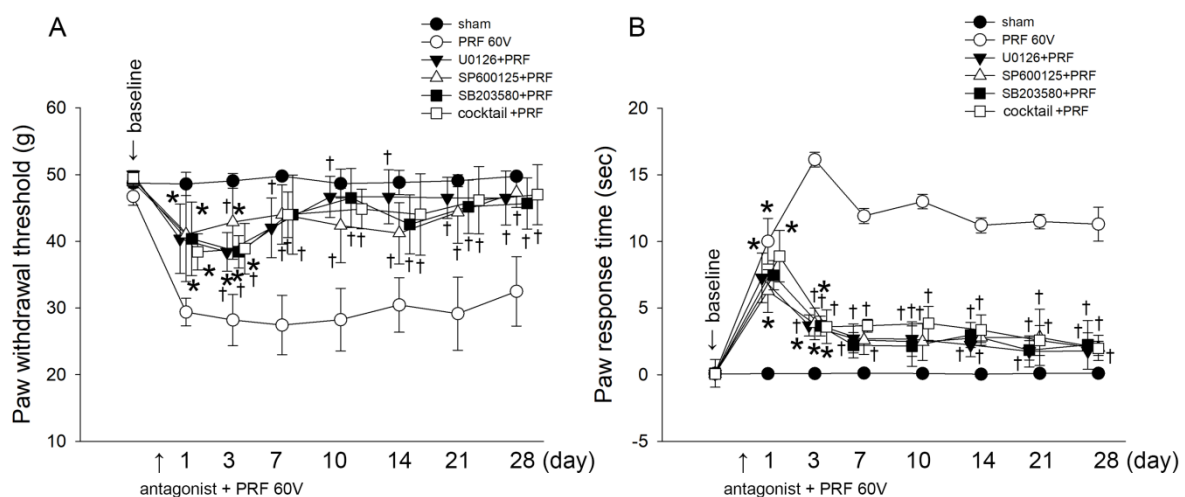 A
sham
PRF 60V
U0126+PRF
SP600125+PRF
SB203580+PRF
cocktail +PRF
Paw withdrawal threshold (g)
60
50
40
30
20
10
↓ baseline
* * † * † † † † † † † † † † † † † † † †
* * * * * † †
1 3 7 10 14 21 28 (day)
↑
antagonist + PRF 60V
B
sham
PRF 60V
U0126+PRF
SP600125+PRF
SB203580+PRF
cocktail +PRF
Paw response time (sec)
20
15
10
5
0
-5
↓ baseline
* * * * * † † † † † † † † † † † †
* * * † † † † † † † †
1 3 7 10 14 21 28 (day)
↑
antagonist + PRF 60V